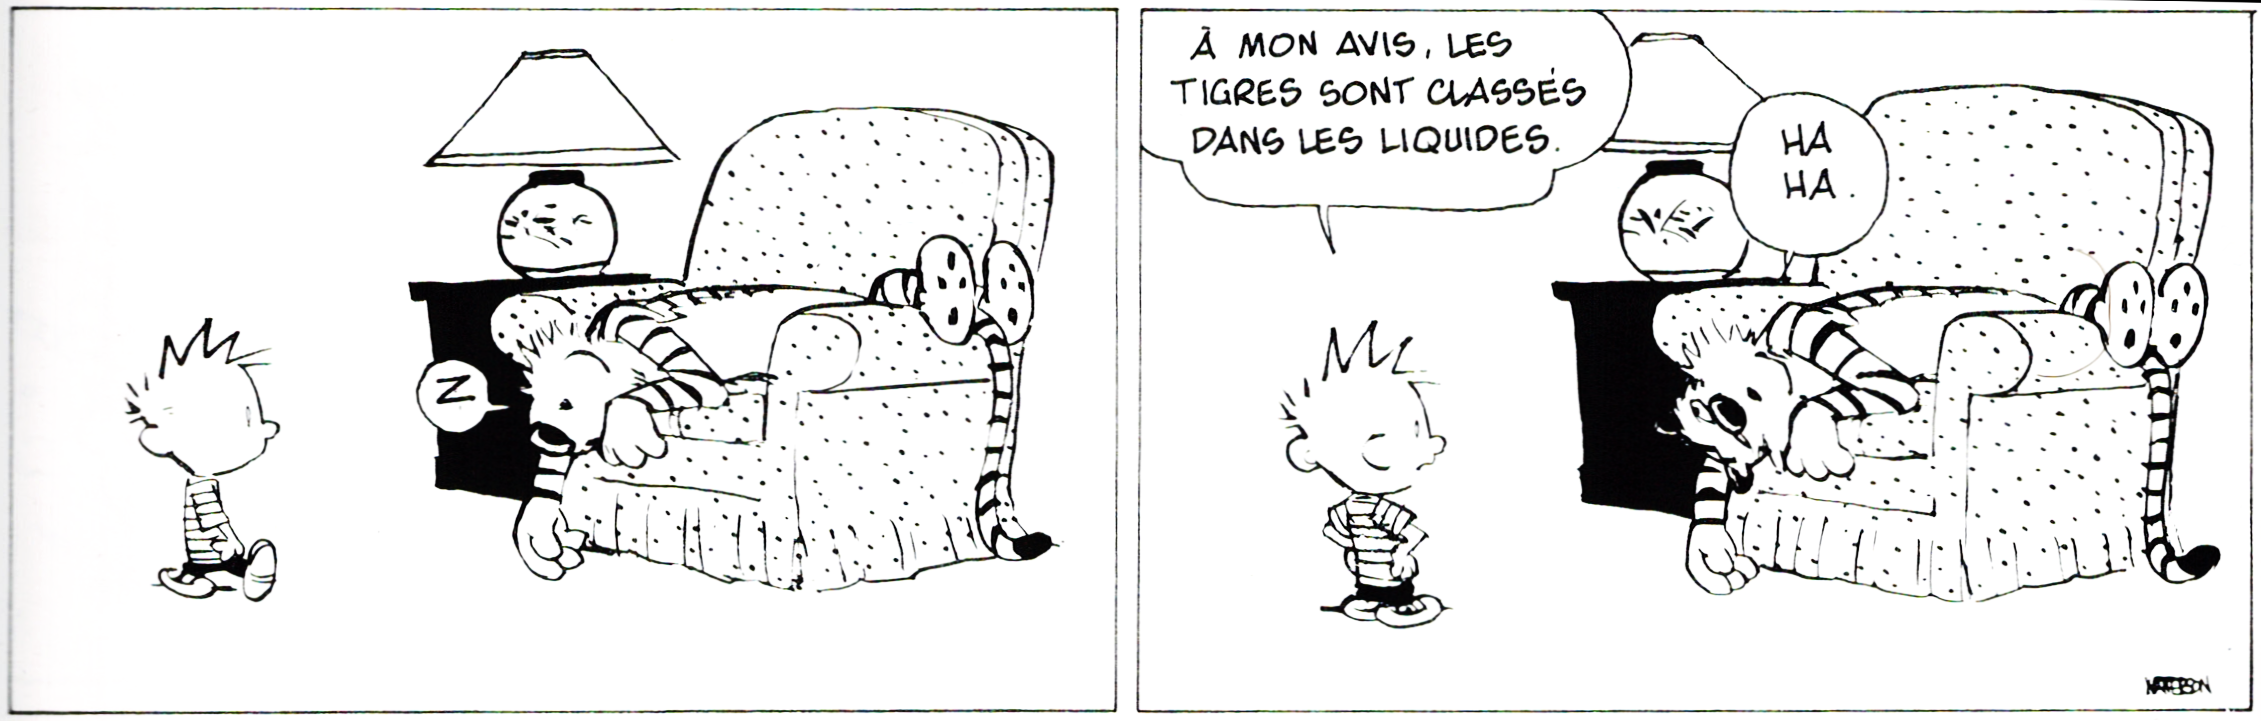 Z
À MON AVIS, LES
TIGRES SONT CLASSÉS
DANS LES LIQUIDES.
HA
HA.
WATTERSON